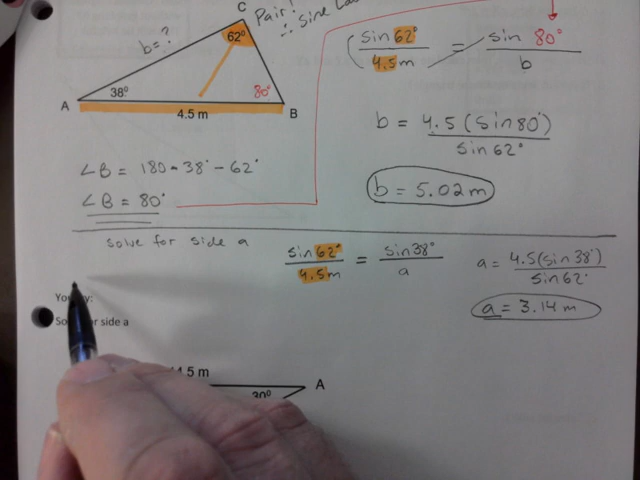 C
Pair!
∴ Sine
b=?
62°
38°
80°
A
4.5 m
B
sin 62° / 4.5 m = sin 80° / b
b = 4.5 (sin 80°) / sin 62°
b = 5.02 m
∠B = 180 - 38° - 62°
∠B = 80°
Solve for side a
sin 62° / 4.5 m = sin 38° / a
a = 4.5 (sin 38°) / sin 62°
a = 3.14 m
side a
.5 m
A
30°